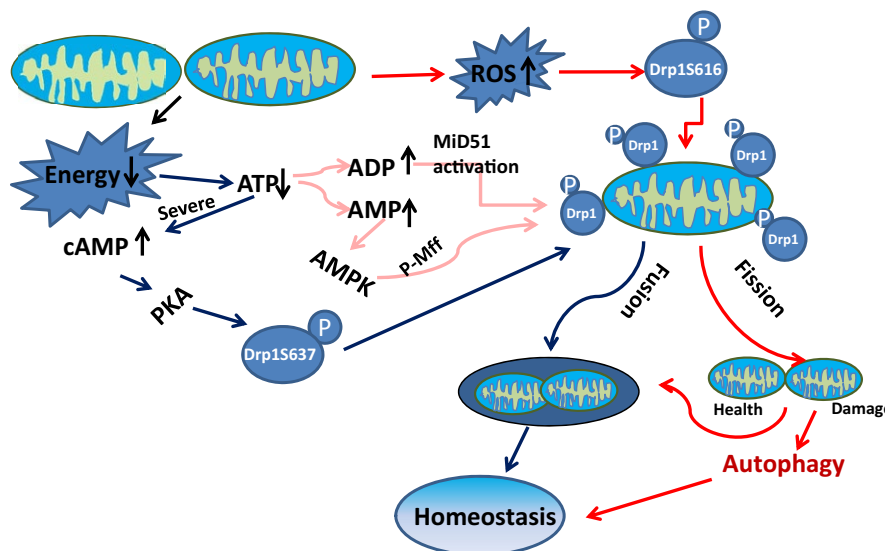 P
ROS
Drp1S616
MiD51
activation
P
Drp1
P
Drp1
Energy
ATP
ADP
P
Drp1
Severe
AMP
P
Drp1
cAMP
AMPK
P-Mff
PKA
P
Drp1S637
Fusion
Fission
Health
Damage
Autophagy
Homeostasis